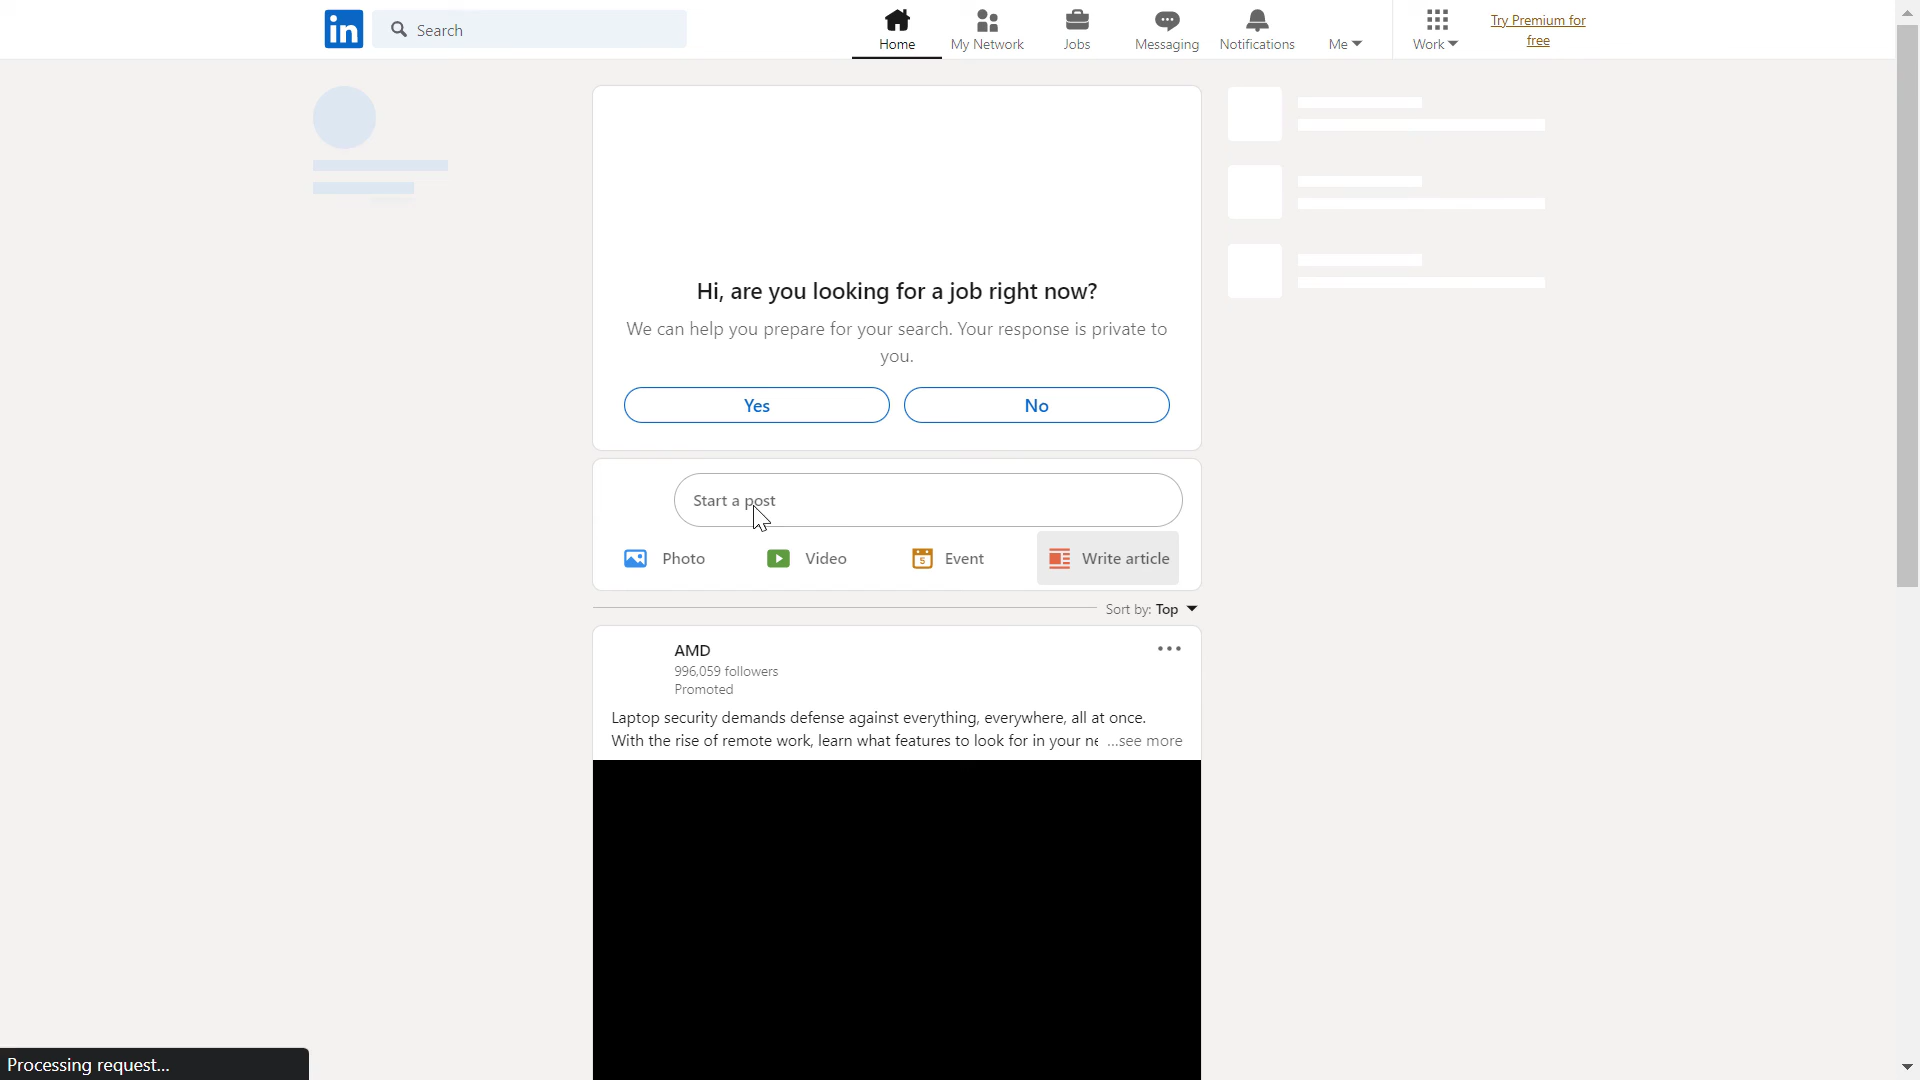 in
Search
Home
My Network
Jobs
Messaging
Notifications
Me
Work
Try Premium for
free
Hi, are you looking for a job right now?
We can help you prepare for your search. Your response is private to
you.
Yes
No
Start a post
Photo
Video
5
Event
Write article
Sort by: Top
AMD
996,059 followers
Promoted
Laptop security demands defense against everything, everywhere, all at once.
With the rise of remote work, learn what features to look for in your ne ...see more
Processing request...